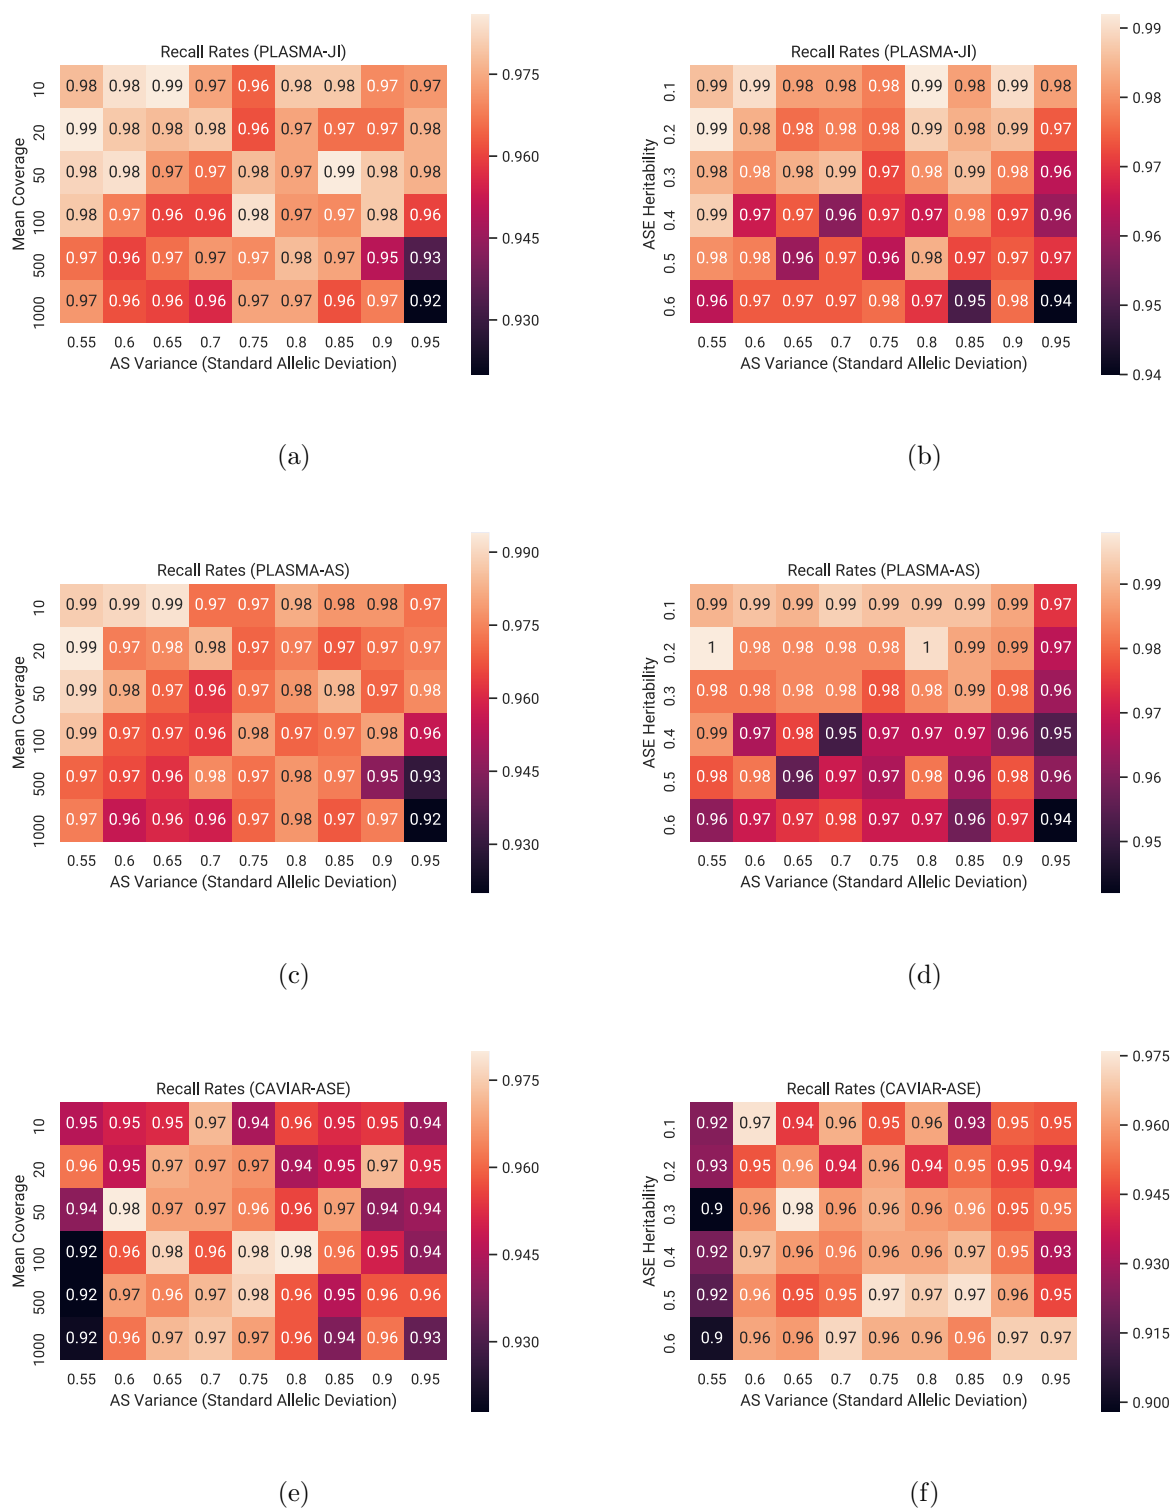 Recall Rates (PLASMA-JI)
10 0.98 0.98 0.99 0.97 0.96 0.98 0.98 0.97 0.97
20 0.99 0.98 0.98 0.98 0.96 0.97 0.97 0.97 0.98
50 0.98 0.98 0.97 0.97 0.98 0.97 0.99 0.98 0.98
100 0.98 0.97 0.96 0.96 0.98 0.97 0.97 0.98 0.96
500 0.97 0.96 0.97 0.97 0.97 0.98 0.97 0.95 0.93
1000 0.97 0.96 0.96 0.96 0.97 0.97 0.96 0.97 0.92
Mean Coverage
0.55 0.6 0.65 0.7 0.75 0.8 0.85 0.9 0.95
AS Variance (Standard Allelic Deviation)
0.975
0.960
0.945
0.930
(a)
Recall Rates (PLASMA-JI)
0.1 0.99 0.99 0.98 0.98 0.98 0.99 0.98 0.99 0.98
0.2 0.99 0.98 0.98 0.98 0.98 0.99 0.98 0.99 0.97
0.3 0.98 0.98 0.98 0.99 0.97 0.98 0.99 0.98 0.96
0.4 0.99 0.97 0.97 0.96 0.97 0.97 0.98 0.97 0.96
0.5 0.98 0.98 0.96 0.97 0.96 0.98 0.97 0.97 0.97
0.6 0.96 0.97 0.97 0.97 0.98 0.97 0.95 0.98 0.94
ASE Heritability
0.55 0.6 0.65 0.7 0.75 0.8 0.85 0.9 0.95
AS Variance (Standard Allelic Deviation)
0.99
0.98
0.97
0.96
0.95
0.94
(b)
Recall Rates (PLASMA-AS)
10 0.99 0.99 0.99 0.97 0.97 0.98 0.98 0.98 0.97
20 0.99 0.97 0.98 0.98 0.97 0.97 0.97 0.97 0.97
50 0.99 0.98 0.97 0.96 0.97 0.98 0.98 0.97 0.98
100 0.99 0.97 0.97 0.96 0.98 0.97 0.97 0.98 0.96
500 0.97 0.97 0.96 0.98 0.97 0.98 0.97 0.95 0.93
1000 0.97 0.96 0.96 0.96 0.97 0.98 0.97 0.97 0.92
Mean Coverage
0.55 0.6 0.65 0.7 0.75 0.8 0.85 0.9 0.95
AS Variance (Standard Allelic Deviation)
0.990
0.975
0.960
0.945
0.930
(c)
Recall Rates (PLASMA-AS)
0.1 0.99 0.99 0.99 0.99 0.99 0.99 0.99 0.99 0.97
0.2 1 0.98 0.98 0.98 0.98 1 0.99 0.99 0.97
0.3 0.98 0.98 0.98 0.98 0.98 0.98 0.99 0.98 0.96
0.4 0.99 0.97 0.98 0.95 0.97 0.97 0.97 0.96 0.95
0.5 0.98 0.98 0.96 0.97 0.97 0.98 0.96 0.98 0.96
0.6 0.96 0.97 0.97 0.98 0.97 0.97 0.96 0.97 0.94
ASE Heritability
0.55 0.6 0.65 0.7 0.75 0.8 0.85 0.9 0.95
AS Variance (Standard Allelic Deviation)
0.99
0.98
0.97
0.96
0.95
(d)
Recall Rates (CAVIAR-ASE)
10 0.95 0.95 0.95 0.97 0.94 0.96 0.95 0.95 0.94
20 0.96 0.95 0.97 0.97 0.97 0.94 0.95 0.97 0.95
50 0.94 0.98 0.97 0.97 0.96 0.96 0.97 0.94 0.94
100 0.92 0.96 0.98 0.96 0.98 0.98 0.96 0.95 0.94
500 0.92 0.97 0.96 0.97 0.98 0.96 0.95 0.96 0.96
1000 0.92 0.96 0.97 0.97 0.97 0.96 0.94 0.96 0.93
Mean Coverage
0.55 0.6 0.65 0.7 0.75 0.8 0.85 0.9 0.95
AS Variance (Standard Allelic Deviation)
0.975
0.960
0.945
0.930
(e)
Recall Rates (CAVIAR-ASE)
0.1 0.92 0.97 0.94 0.96 0.95 0.96 0.93 0.95 0.95
0.2 0.93 0.95 0.96 0.94 0.96 0.94 0.95 0.95 0.94
0.3 0.9 0.96 0.98 0.96 0.96 0.96 0.96 0.95 0.95
0.4 0.92 0.97 0.96 0.96 0.96 0.96 0.97 0.95 0.93
0.5 0.92 0.96 0.95 0.95 0.97 0.97 0.97 0.96 0.95
0.6 0.9 0.96 0.96 0.97 0.96 0.96 0.96 0.97 0.97
ASE Heritability
0.55 0.6 0.65 0.7 0.75 0.8 0.85 0.9 0.95
AS Variance (Standard Allelic Deviation)
0.975
0.960
0.945
0.930
0.915
0.900
(f)